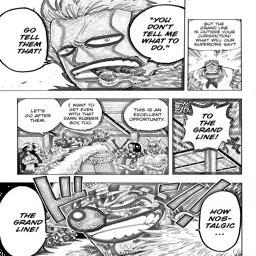 BUT THE
GRAND LINE
IS OUTSIDE
YOUR
JURISDICTION!
WHAT WILL OUR
SUPERIORS SAY?
"YOU
DON'T
TELL ME
WHAT TO
DO."
GO
TELL
THEM
THAT!
TO
THE
GRAND
LINE!
THIS IS AN
EXCELLENT
OPPORTUNITY.
I WANT TO
GET EVEN
WITH THAT
DAMN RUBBER
BOY, TOO.
LET'S
GO AFTER
THEM.
HOW
NOS-
TALGIC
...
THE
GRAND
LINE!